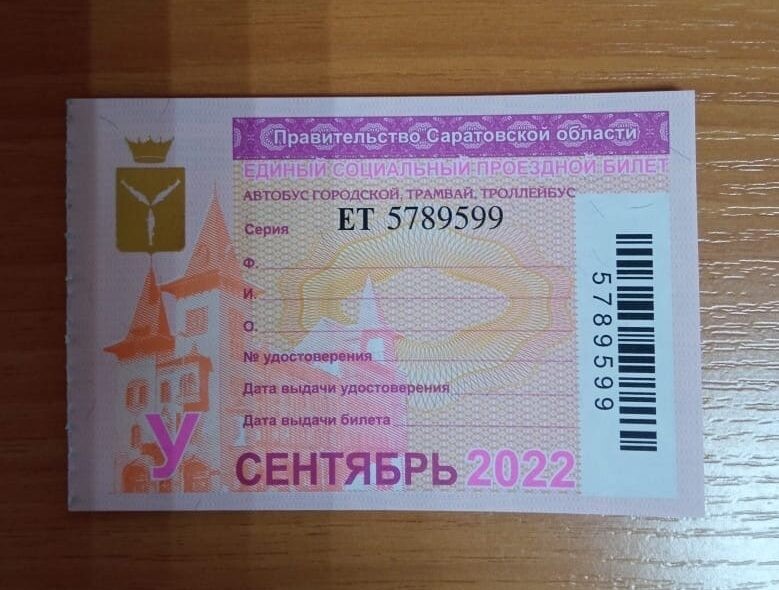 Правительство Саратовской области
ЕДИНЫЙ СОЦИАЛЬНЫЙ ПРОЕЗДНОЙ БИЛЕТ
АВТОБУС ГОРОДСКОЙ, ТРАМВАЙ, ТРОЛЛЕЙБУС
Серия ЕТ 5789599
Ф.
И.
О.
№ удостоверения
Дата выдачи удостоверения
Дата выдачи билета
У СЕНТЯБРЬ 2022
5789599